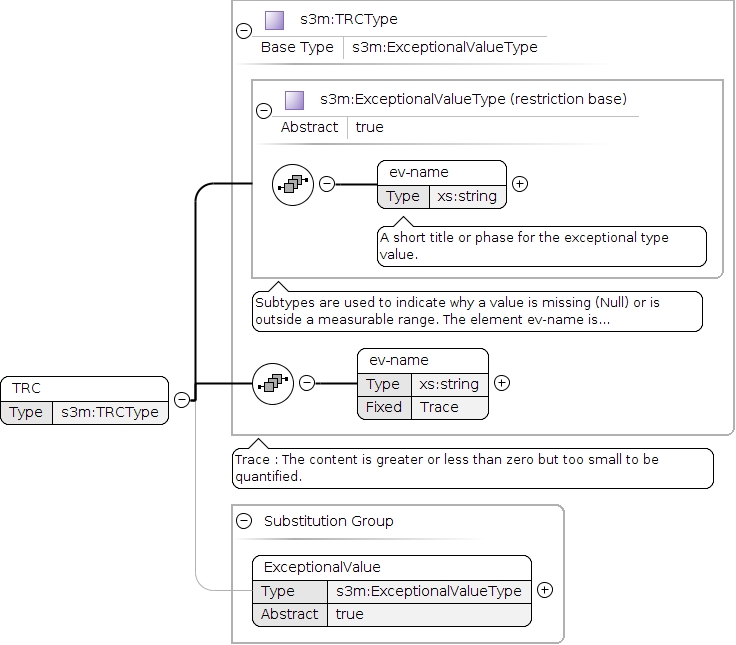 s3m:TRCType
Base Type s3m:ExceptionalValueType
s3m:ExceptionalValueType (restriction base)
Abstract true
ev-name
Type xs:string
A short title or phase for the exceptional type
value.
Subtypes are used to indicate why a value is missing (Null) or is
outside a measurable range. The element ev-name is...
TRC
Type s3m:TRCType
ev-name
Type xs:string
Fixed Trace
Trace : The content is greater or less than zero but too small to be
quantified.
Substitution Group
ExceptionalValue
Type s3m:ExceptionalValueType
Abstract true